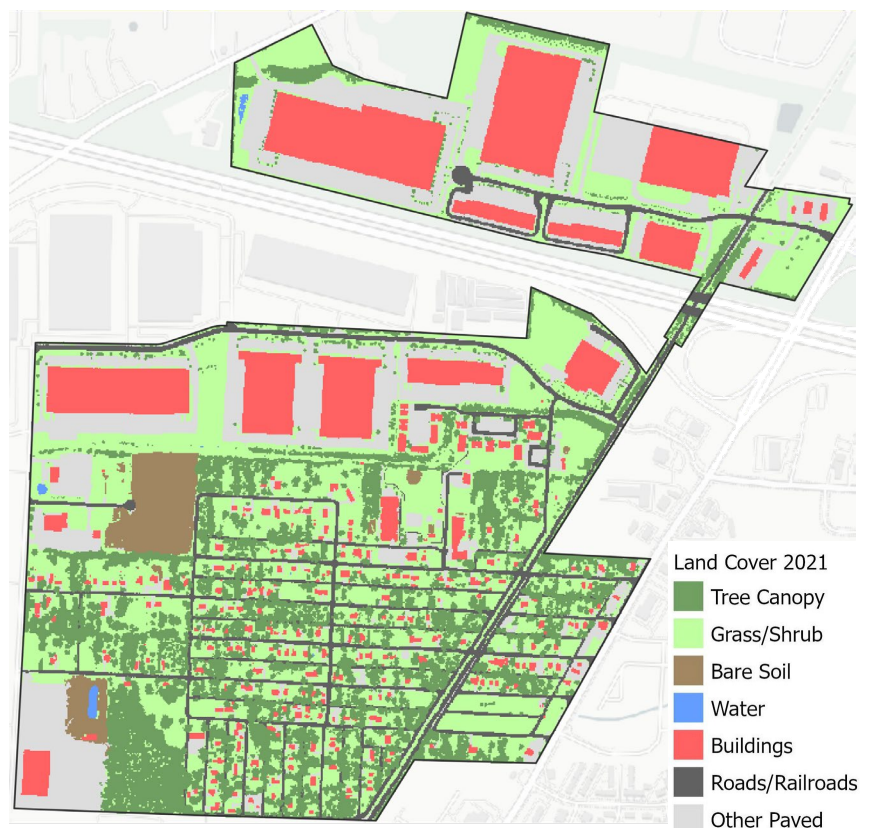 Land Cover 2021
Tree Canopy
Grass/Shrub
Bare Soil
Water
Buildings
Roads/Railroads
Other Paved